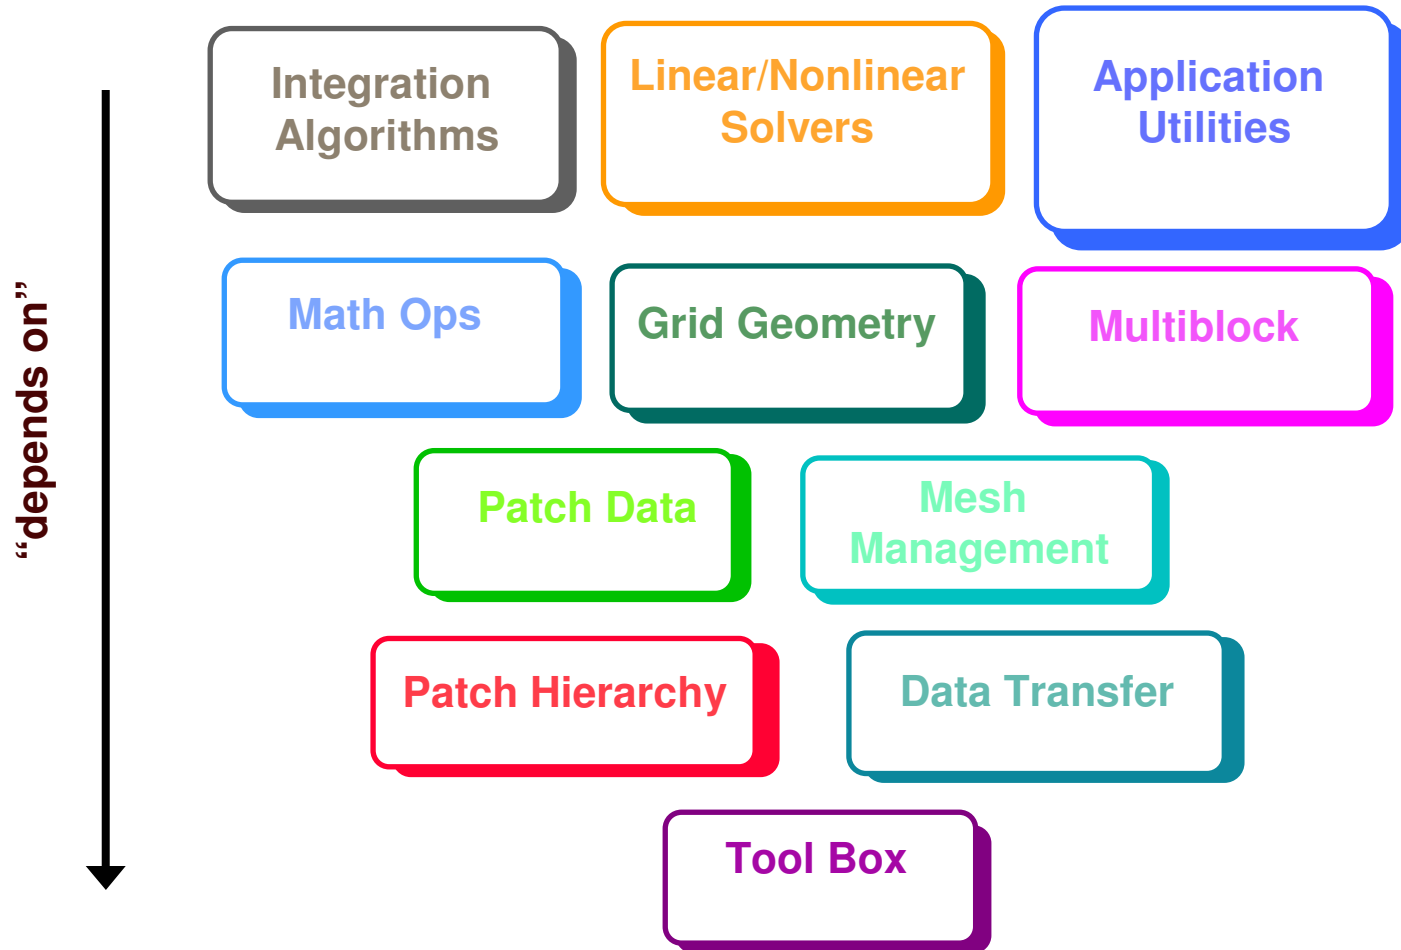 Integration
Algorithms
Linear/Nonlinear
Solvers
Application
Utilities
“depends on”
Math Ops
Grid Geometry
Multiblock
Patch Data
Mesh
Management
Patch Hierarchy
Data Transfer
Tool Box